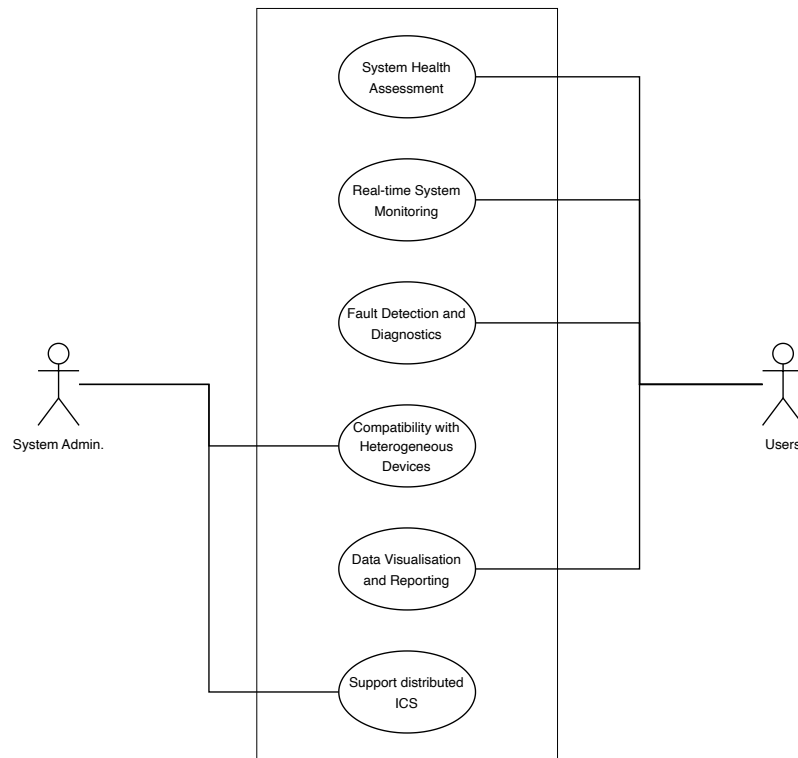 System Health
Assessment
Real-time System
Monitoring
Fault Detection and
Diagnostics
System Admin.
Users
Compatibility with
Heterogeneous
Devices
Data Visualisation
and Reporting
Support distributed
ICS